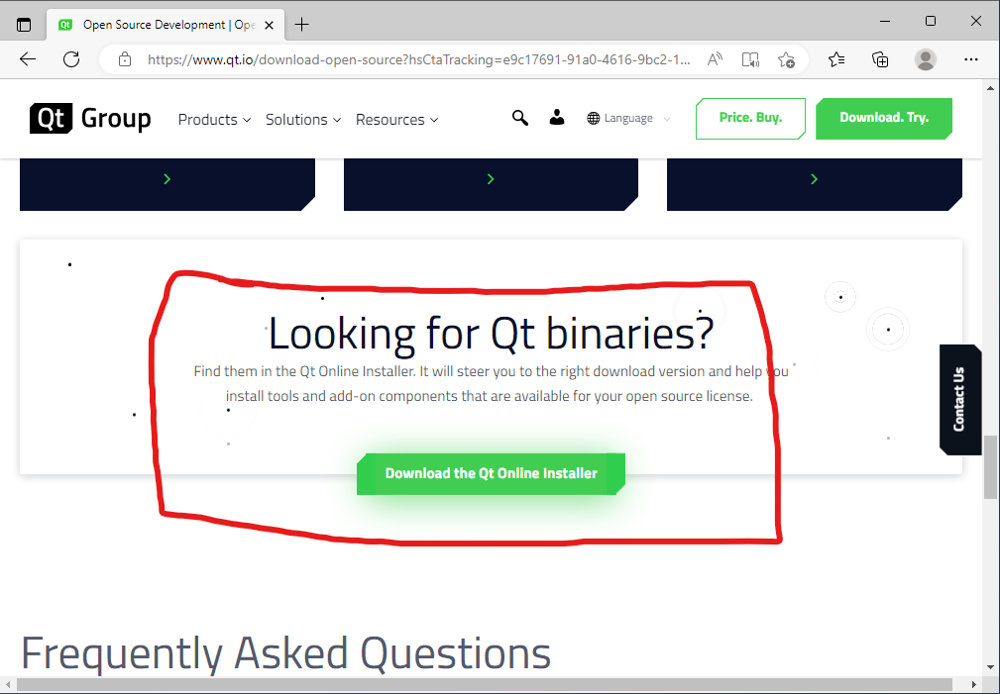 Open Source Development | Ope
https://www.qt.io/download-open-source?hsCtaTracking=e9c17691-91a0-4616-9bc2-1...
Qt Group Products Solutions Resources Language Price. Buy. Download. Try.
Looking for Qt binaries?
Find them in the Qt Online Installer. It will steer you to the right download version and help you
install tools and add-on components that are available for your open source license.
Contact Us
Download the Qt Online Installer
Frequently Asked Questions